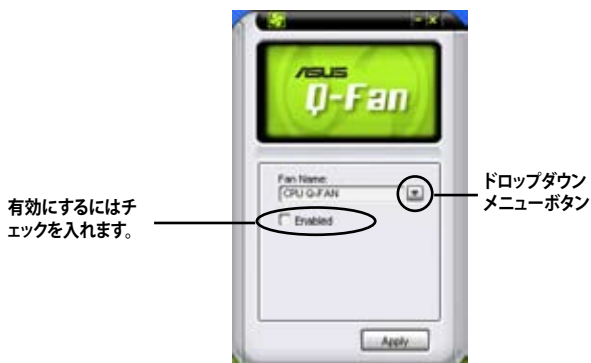 ASUS
Q-Fan
Fan Name:
CPU Q-FAN
Enabled
Apply
有効にするにはチ
ェックを入れます。
ドロップダウン
メニューボタン